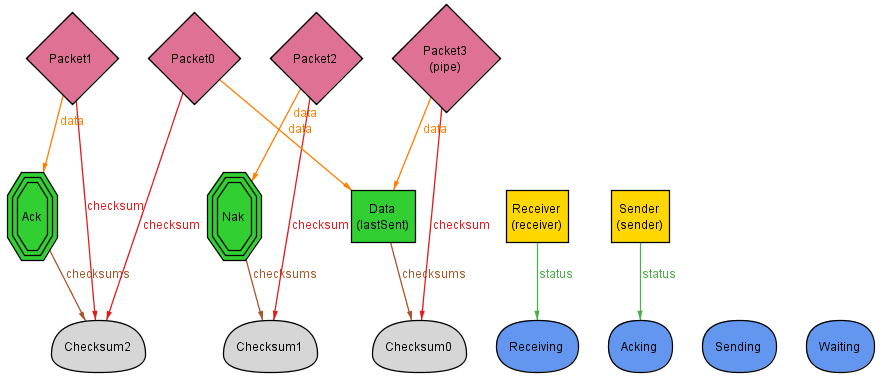 Packet1
Packet0
Packet2
Packet3
(pipe)
data
data
data
data
Ack
checksum
checksum
Nak
checksum
Data
(lastSent)
checksum
Receiver
(receiver)
Sender
(sender)
checksums
checksums
checksums
status
status
Checksum2
Checksum1
Checksum0
Receiving
Acking
Sending
Waiting